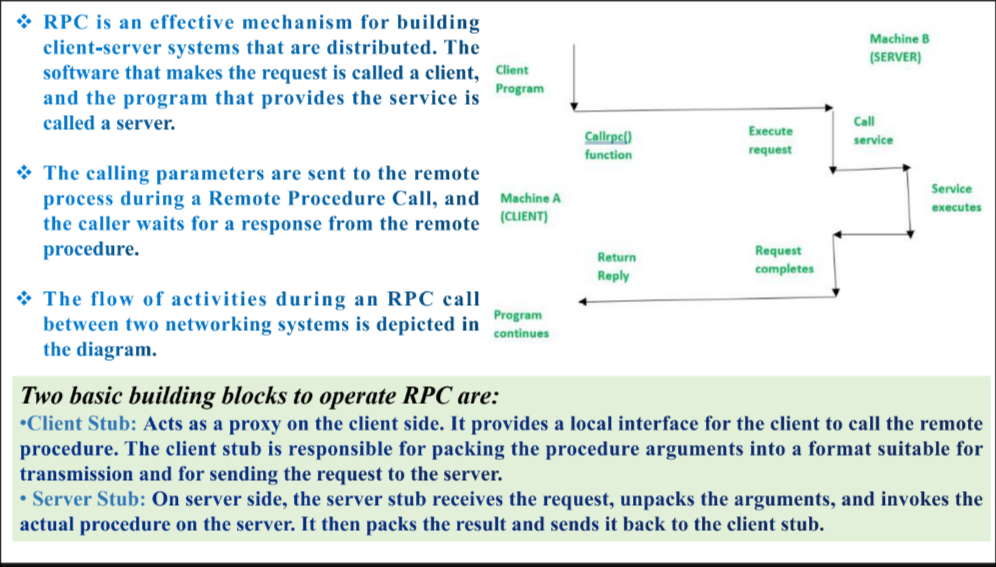 ❖ RPC is an effective mechanism for building
client-server systems that are distributed. The
software that makes the request is called a client,
and the program that provides the service is
called a server.
❖ The calling parameters are sent to the remote
process during a Remote Procedure Call, and
the caller waits for a response from the remote
procedure.
❖ The flow of activities during an RPC call
between two networking systems is depicted in
the diagram.
Machine B
(SERVER)
Client
Program
Callrpc()
function
Execute
request
Call
service
Machine A
(CLIENT)
Service
executes
Return
Reply
Request
completes
Program
continues
Two basic building blocks to operate RPC are:
•Client Stub: Acts as a proxy on the client side. It provides a local interface for the client to call the remote
procedure. The client stub is responsible for packing the procedure arguments into a format suitable for
transmission and for sending the request to the server.
• Server Stub: On server side, the server stub receives the request, unpacks the arguments, and invokes the
actual procedure on the server. It then packs the result and sends it back to the client stub.